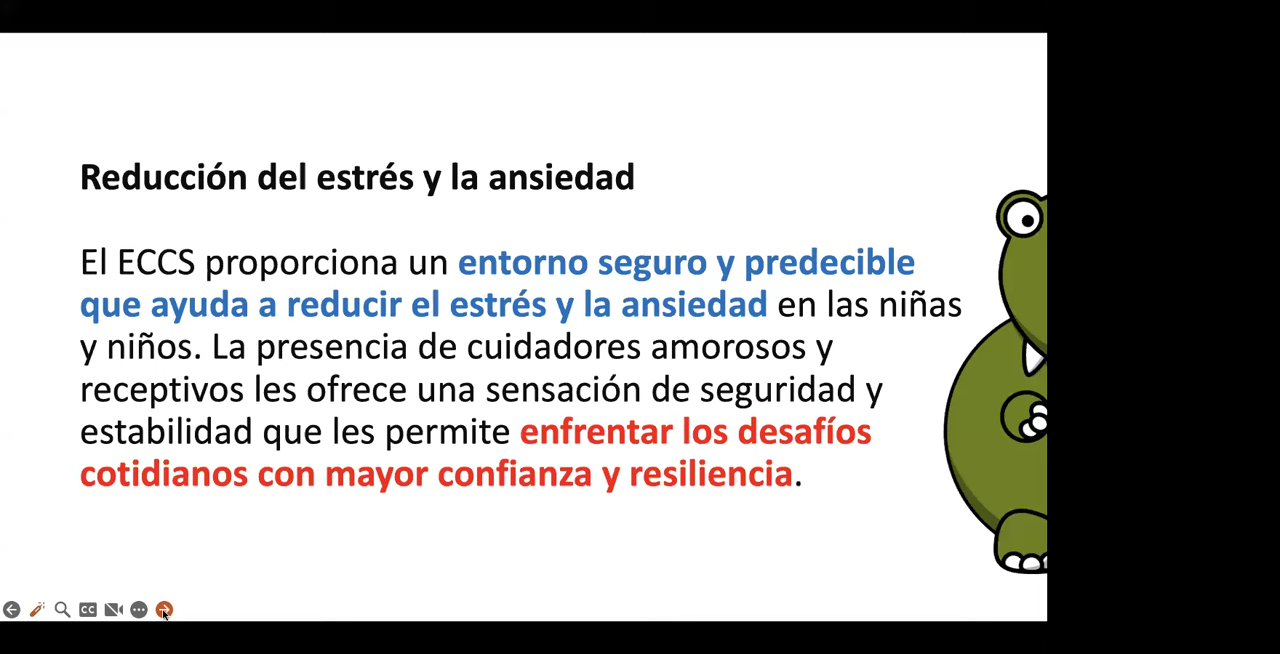 Reducción del estrés y la ansiedad
El ECCS proporciona un entorno seguro y predecible
que ayuda a reducir el estrés y la ansiedad en las niñas
y niños. La presencia de cuidadores amorosos y
receptivos les ofrece una sensación de seguridad y
estabilidad que les permite enfrentar los desafíos
cotidianos con mayor confianza y resiliencia.
CC